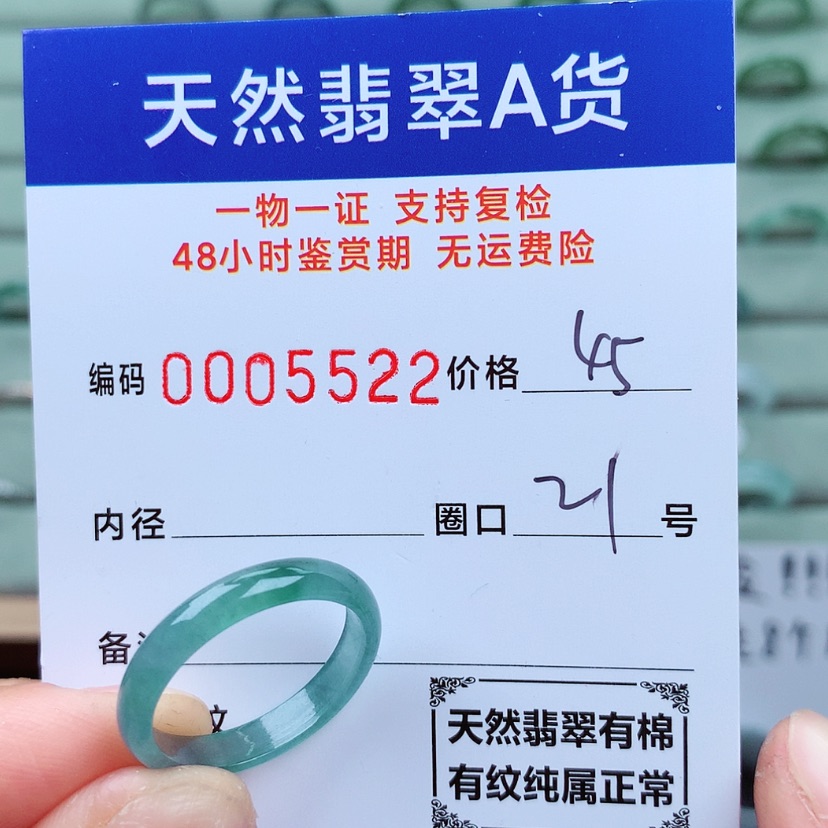 天然翡翠A货
一物一证 支持复检
48小时鉴赏期 无运费险
编码 0005522 价格 45
内径 圈口 21 号
备
纹
天然翡翠有棉
有纹纯属正常